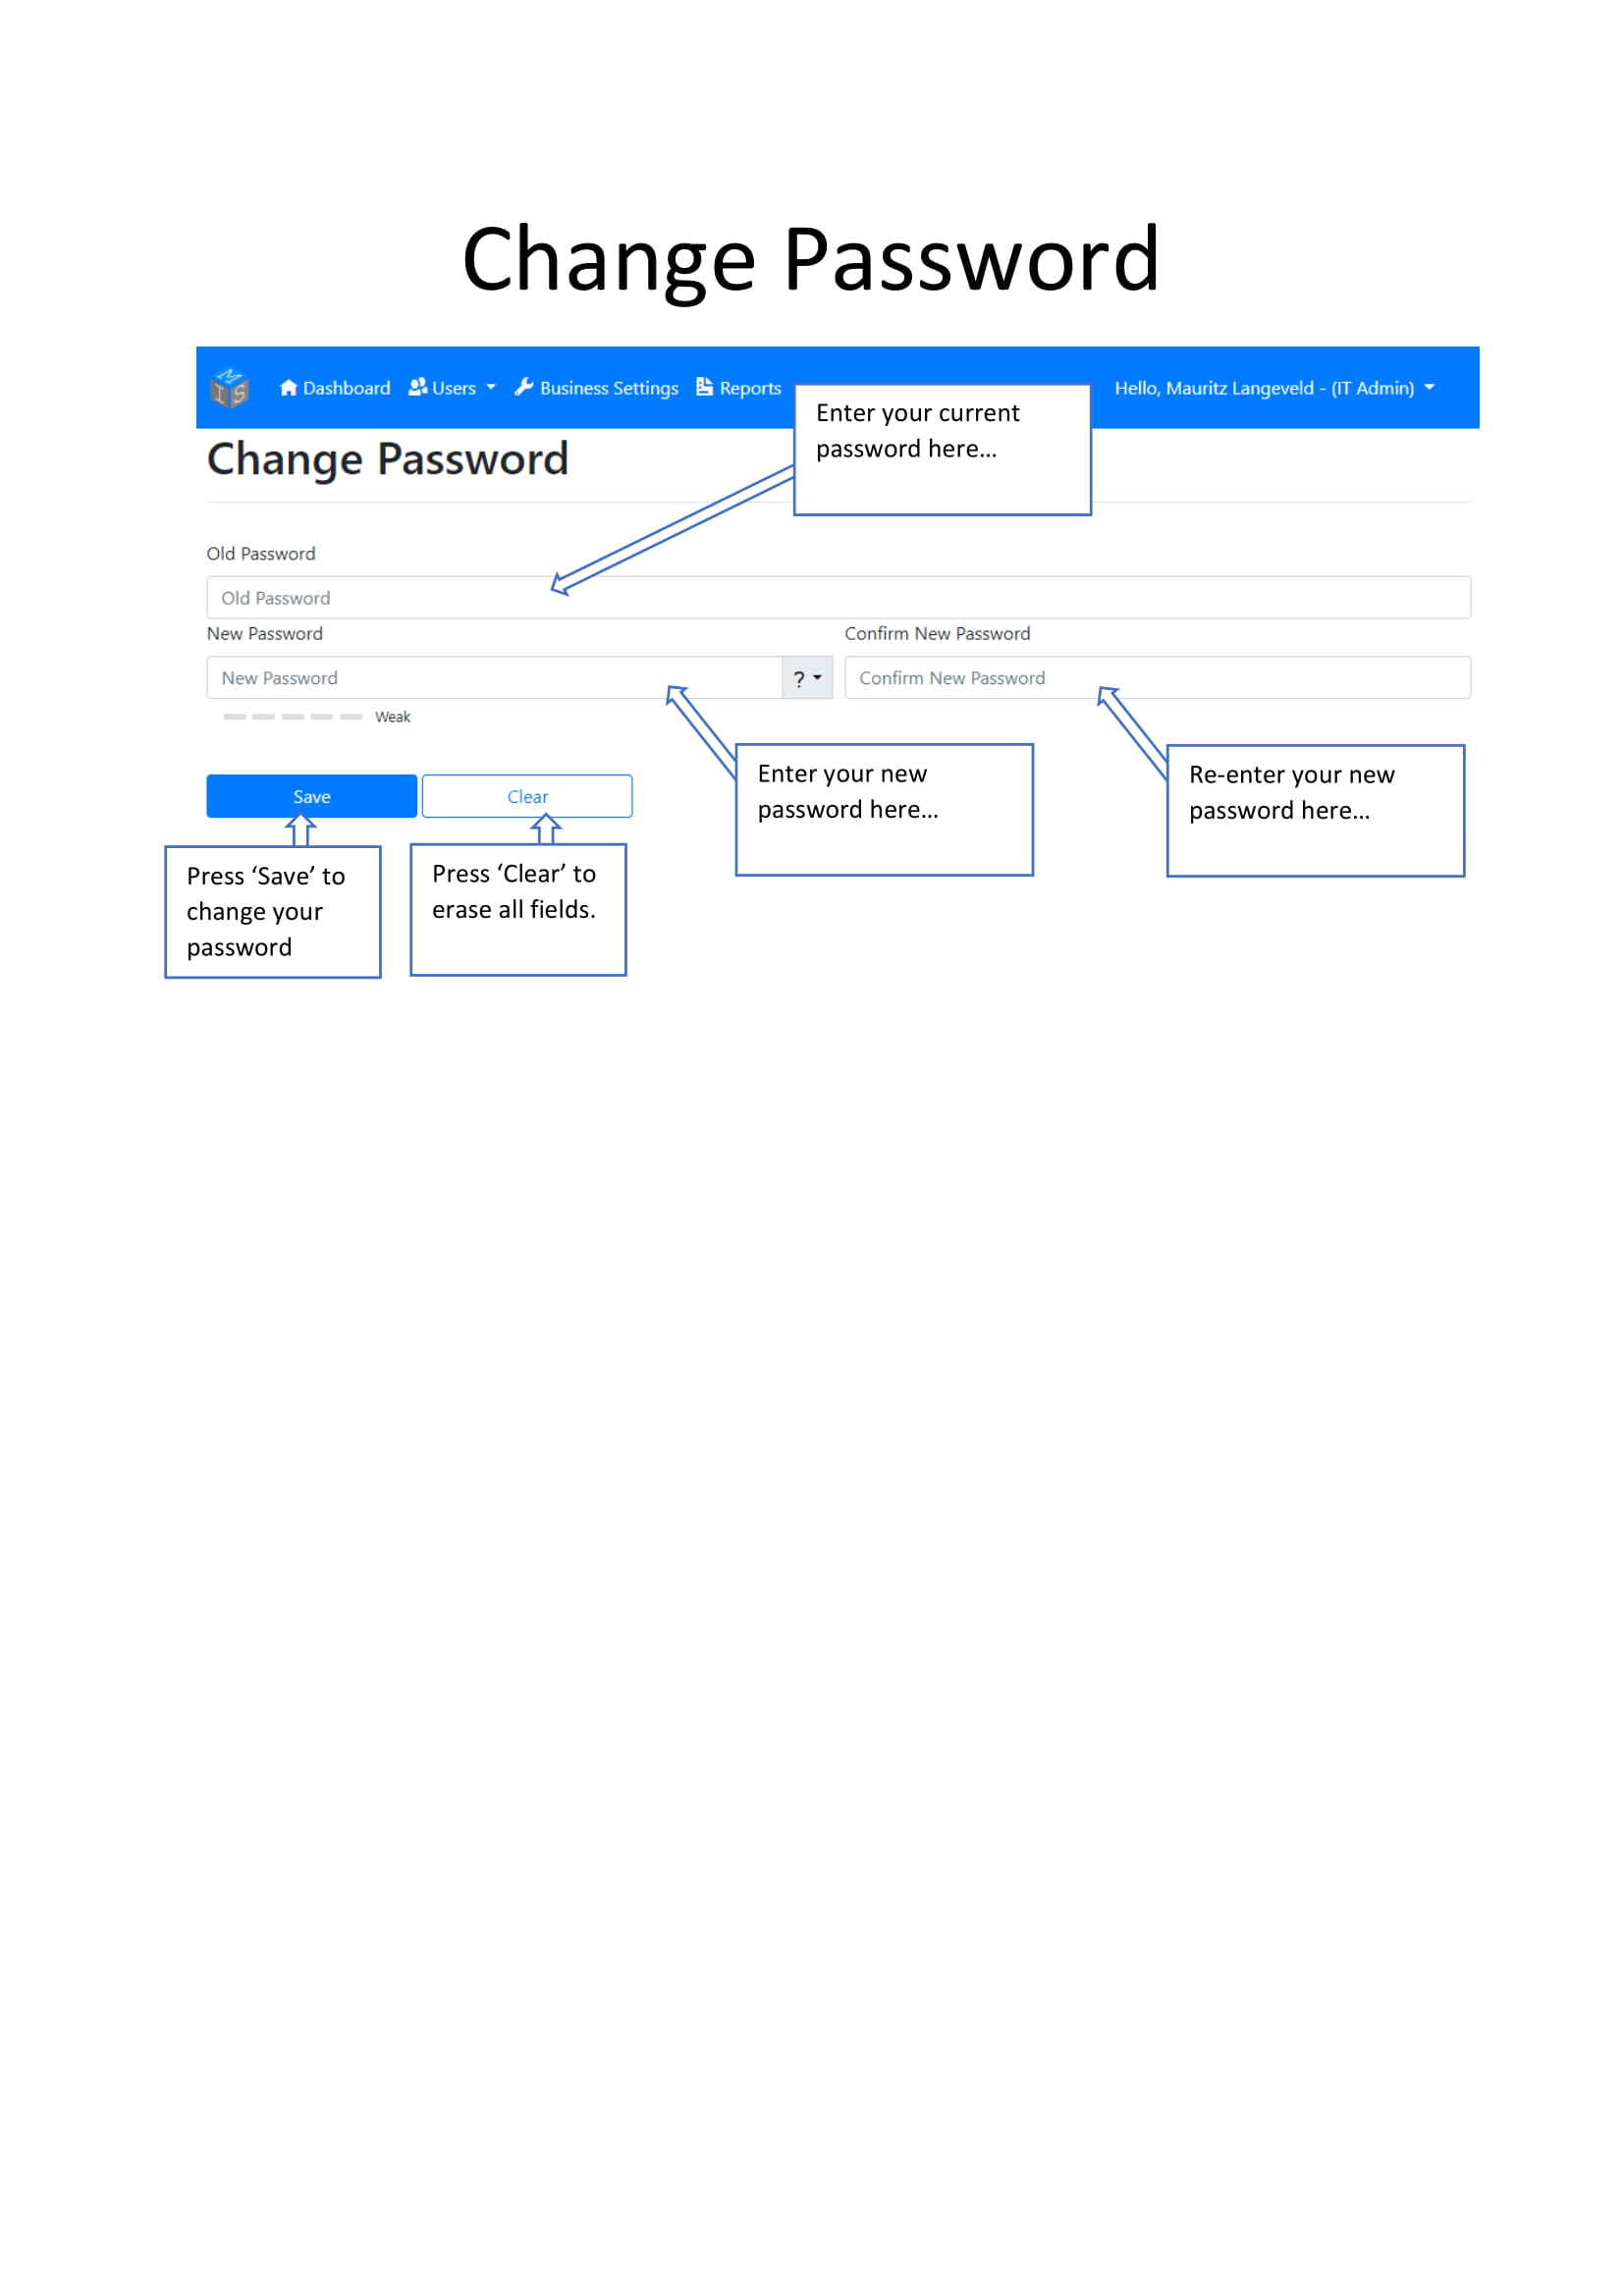 Change Password
MIS
Dashboard Users Business Settings Reports
Hello, Mauritz Langeveld - (IT Admin)
Enter your current
password here...
Change Password
Old Password
Old Password
New Password
Confirm New Password
New Password
?
Confirm New Password
Weak
Enter your new
password here...
Re-enter your new
password here...
Save
Clear
Press ‘Save’ to
change your
password
Press ‘Clear’ to
erase all fields.